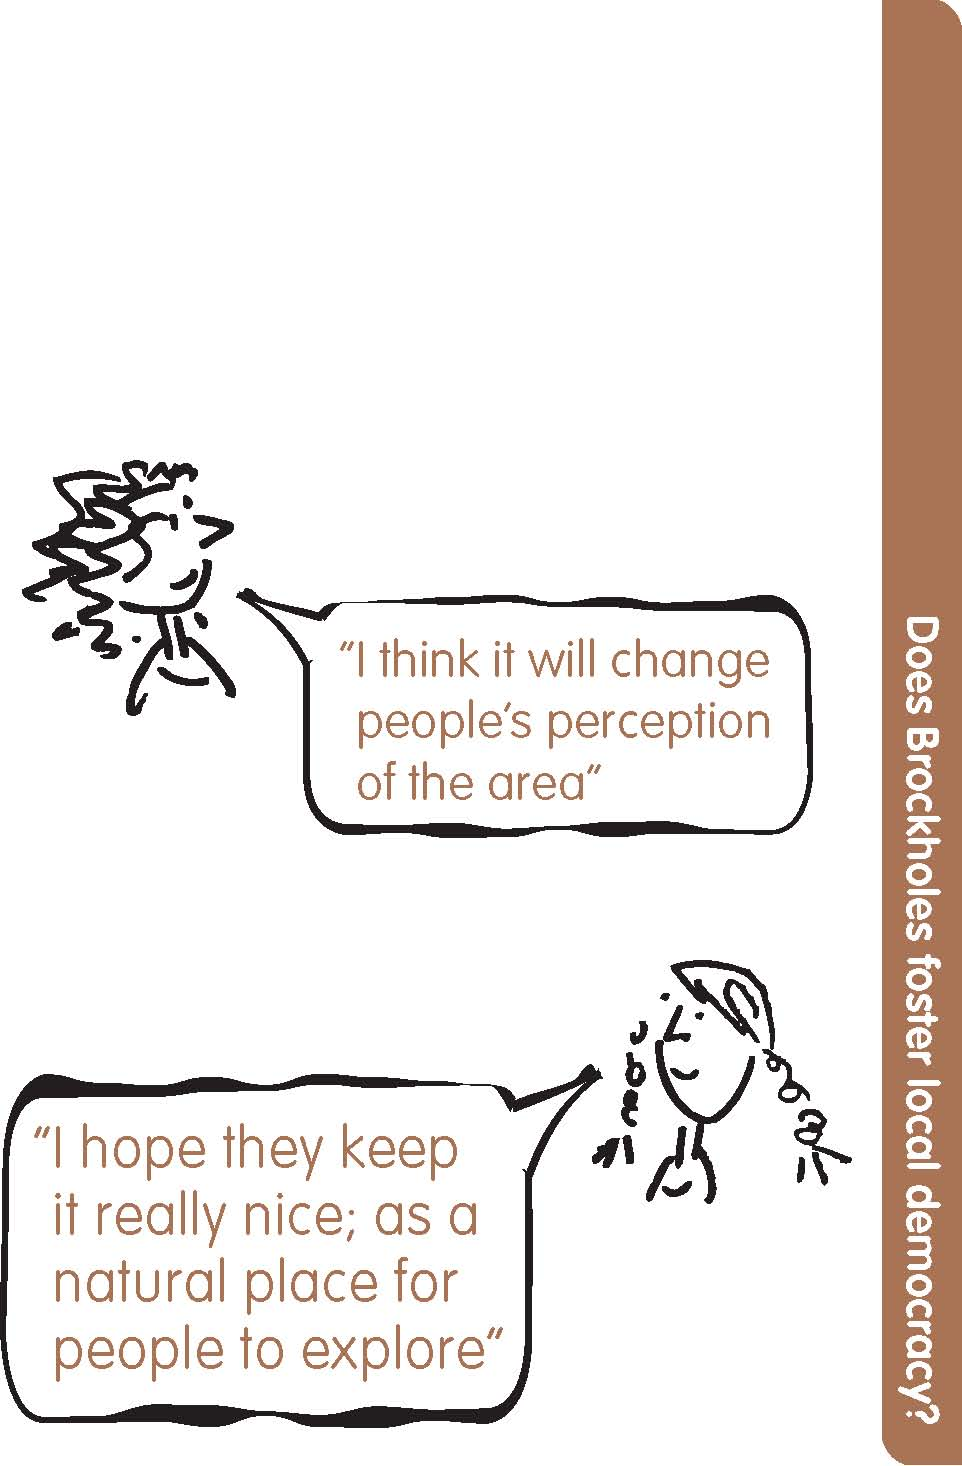 “I think it will change
people’s perception
of the area”
“I hope they keep
it really nice; as a
natural place for
people to explore”
Does Brockholes foster local democracy?